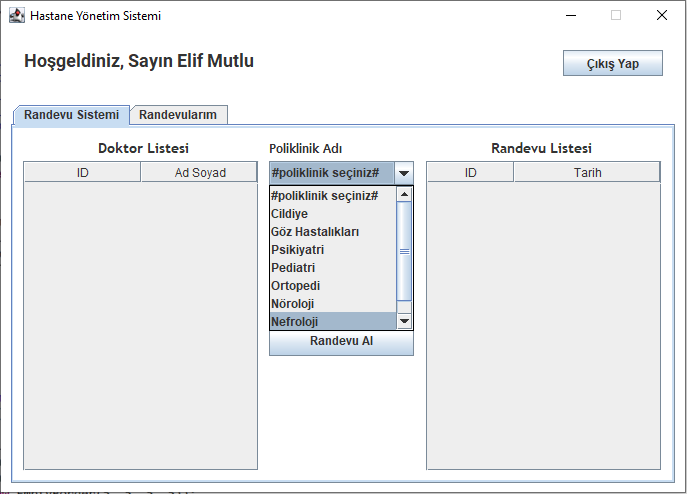 Hastane Yönetim Sistemi
Hoşgeldiniz, Sayın Elif Mutlu
Çıkış Yap
Randevu Sistemi
Randevularım
Doktor Listesi
ID
Ad Soyad
Poliklinik Adı
#poliklinik seçiniz#
#poliklinik seçiniz#
Cildiye
Göz Hastalıkları
Psikiyatri
Pediatri
Ortopedi
Nöroloji
Nefroloji
Randevu Al
Randevu Listesi
ID
Tarih